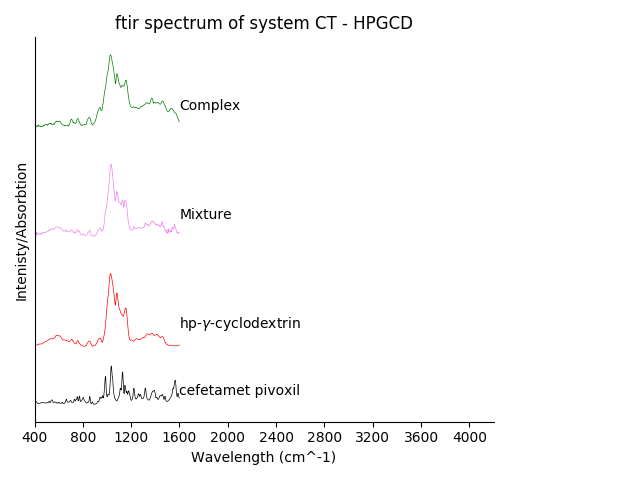 ftir spectrum of system CT - HPGCD
Intenisty/Absorbtion
Complex
Mixture
hp-γ-cyclodextrin
cefetamet pivoxil
400 800 1200 1600 2000 2400 2800 3200 3600 4000
Wavelength (cm^-1)